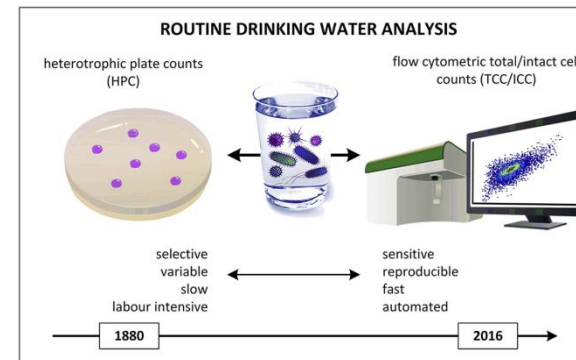 ROUTINE DRINKING WATER ANALYSIS
heterotrophic plate counts
(HPC)
flow cytometric total/intact cell
counts (TCC/ICC)
selective
variable
slow
labour intensive
sensitive
reproducible
fast
automated
1880
2016